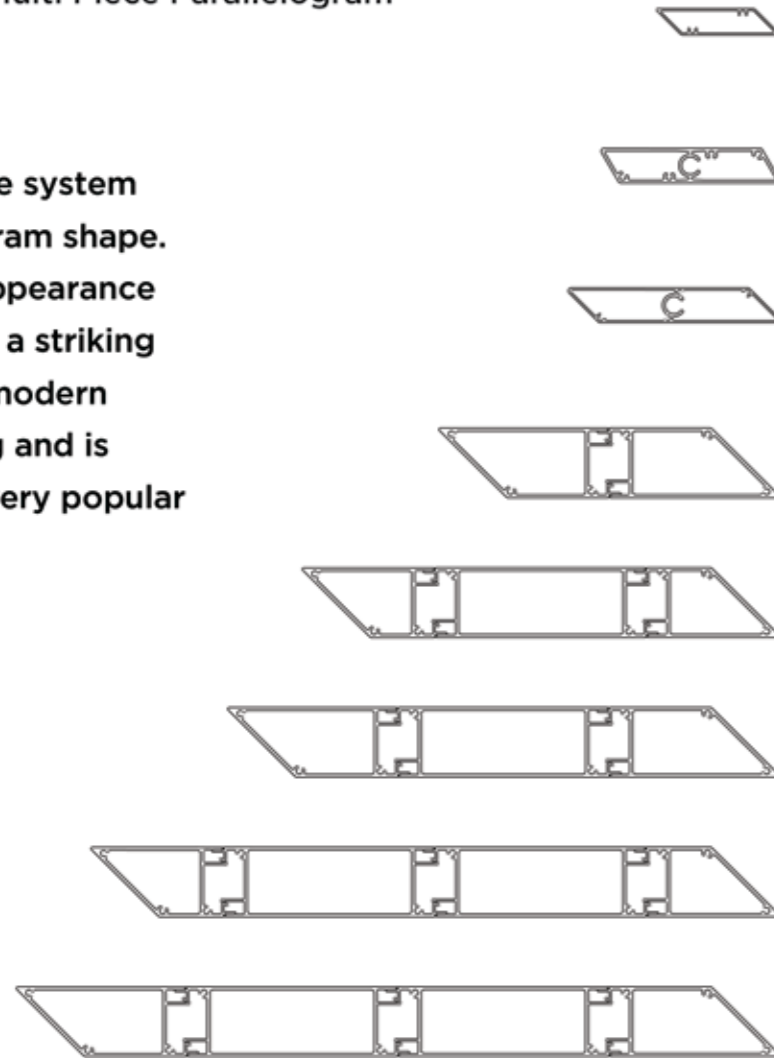 Multi Piece Parallelogram
e system
ram shape.
ppearance
a striking
modern
g and is
ery popular